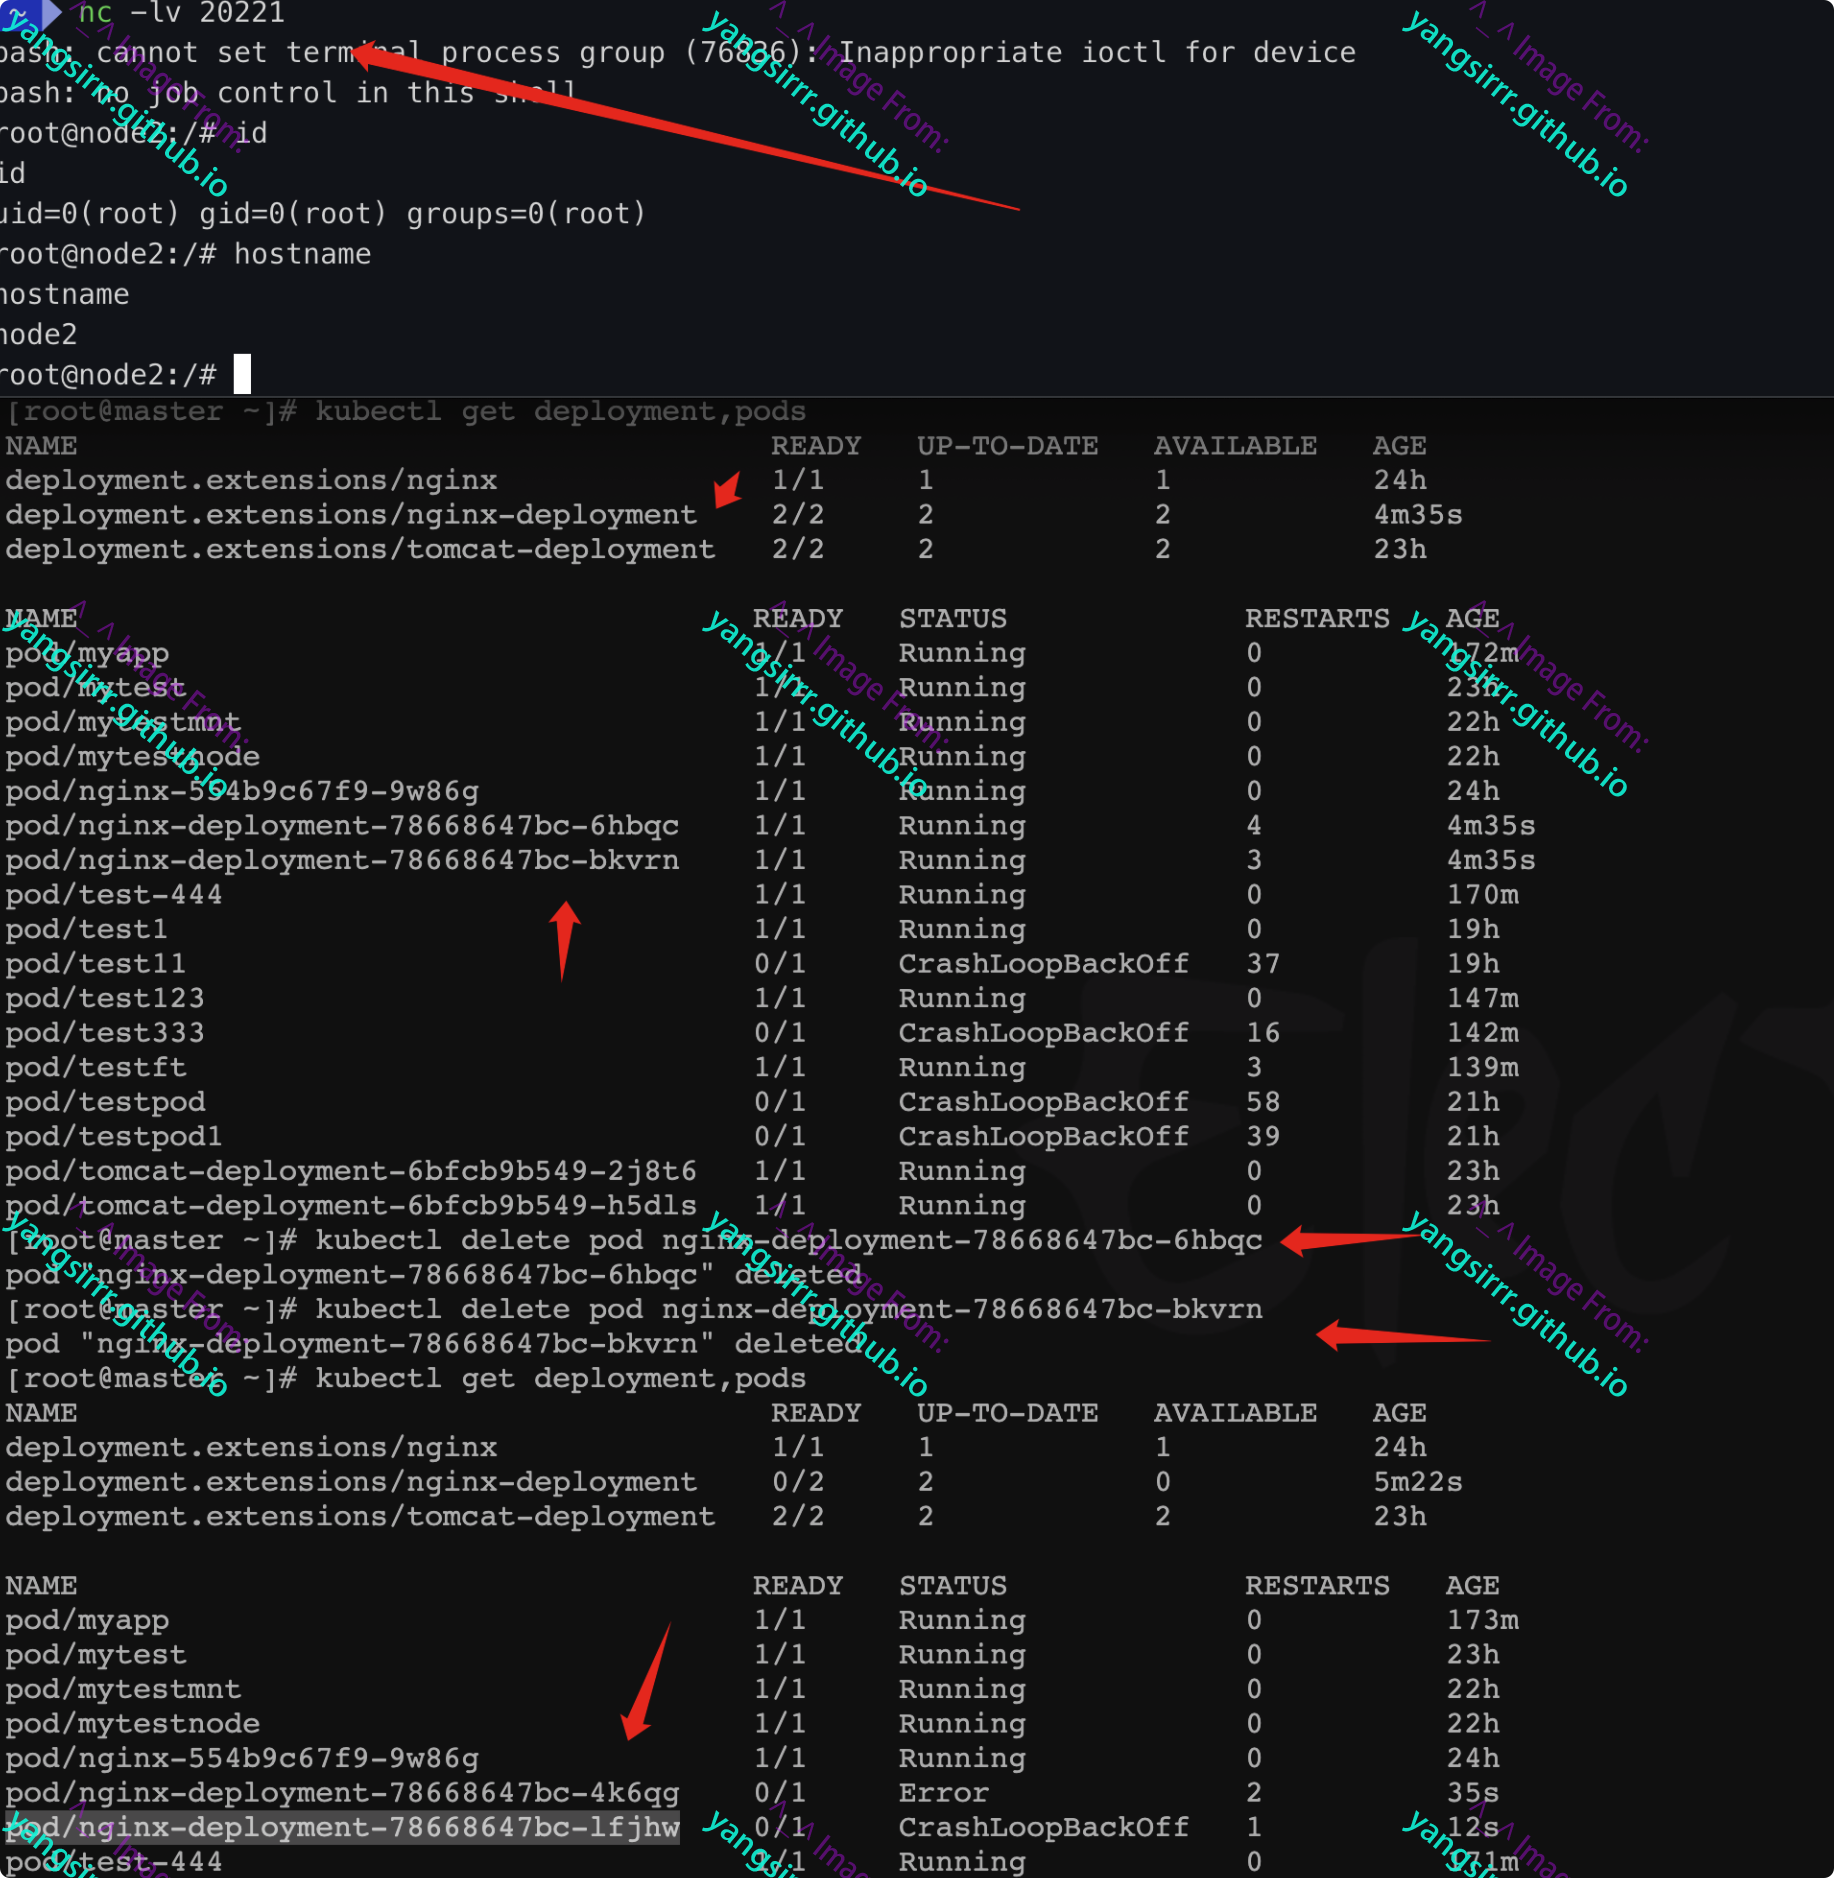 ~ nc -lv 20221
bash: cannot set terminal process group (76836): Inappropriate ioctl for device
bash: no job control in this shell
root@node2:/# id
id
uid=0(root) gid=0(root) groups=0(root)
root@node2:/# hostname
hostname
node2
root@node2:/#
[root@master ~]# kubectl get deployment,pods
NAME READY UP-TO-DATE AVAILABLE AGE
deployment.extensions/nginx 1/1 1 1 24h
deployment.extensions/nginx-deployment 2/2 2 2 4m35s
deployment.extensions/tomcat-deployment 2/2 2 2 23h
NAME READY STATUS RESTARTS AGE
pod/myapp 1/1 Running 0 172m
pod/mytest 1/1 Running 0 23h
pod/mytestmnt 1/1 Running 0 22h
pod/mytestnode 1/1 Running 0 22h
pod/nginx-554b9c67f9-9w86g 1/1 Running 0 24h
pod/nginx-deployment-78668647bc-6hbqc 1/1 Running 4 4m35s
pod/nginx-deployment-78668647bc-bkvrn 1/1 Running 3 4m35s
pod/test-444 1/1 Running 0 170m
pod/test1 1/1 Running 0 19h
pod/test11 0/1 CrashLoopBackOff 37 19h
pod/test123 1/1 Running 0 147m
pod/test333 0/1 CrashLoopBackOff 16 142m
pod/testft 1/1 Running 3 139m
pod/testpod 0/1 CrashLoopBackOff 58 21h
pod/testpod1 0/1 CrashLoopBackOff 39 21h
pod/tomcat-deployment-6bfcb9b549-2j8t6 1/1 Running 0 23h
pod/tomcat-deployment-6bfcb9b549-h5dls 1/1 Running 0 23h
[root@master ~]# kubectl delete pod nginx-deployment-78668647bc-6hbqc
pod "nginx-deployment-78668647bc-6hbqc" deleted
[root@master ~]# kubectl delete pod nginx-deployment-78668647bc-bkvrn
pod "nginx-deployment-78668647bc-bkvrn" deleted
[root@master ~]# kubectl get deployment,pods
NAME READY UP-TO-DATE AVAILABLE AGE
deployment.extensions/nginx 1/1 1 1 24h
deployment.extensions/nginx-deployment 0/2 2 0 5m22s
deployment.extensions/tomcat-deployment 2/2 2 2 23h
NAME READY STATUS RESTARTS AGE
pod/myapp 1/1 Running 0 173m
pod/mytest 1/1 Running 0 23h
pod/mytestmnt 1/1 Running 0 22h
pod/mytestnode 1/1 Running 0 22h
pod/nginx-554b9c67f9-9w86g 1/1 Running 0 24h
pod/nginx-deployment-78668647bc-4k6qg 0/1 Error 2 35s
pod/nginx-deployment-78668647bc-lfjhw 0/1 CrashLoopBackOff 1 12s
pod/test-444 1/1 Running 0 171m
^_^ Image From:
yangsirrr.github.io